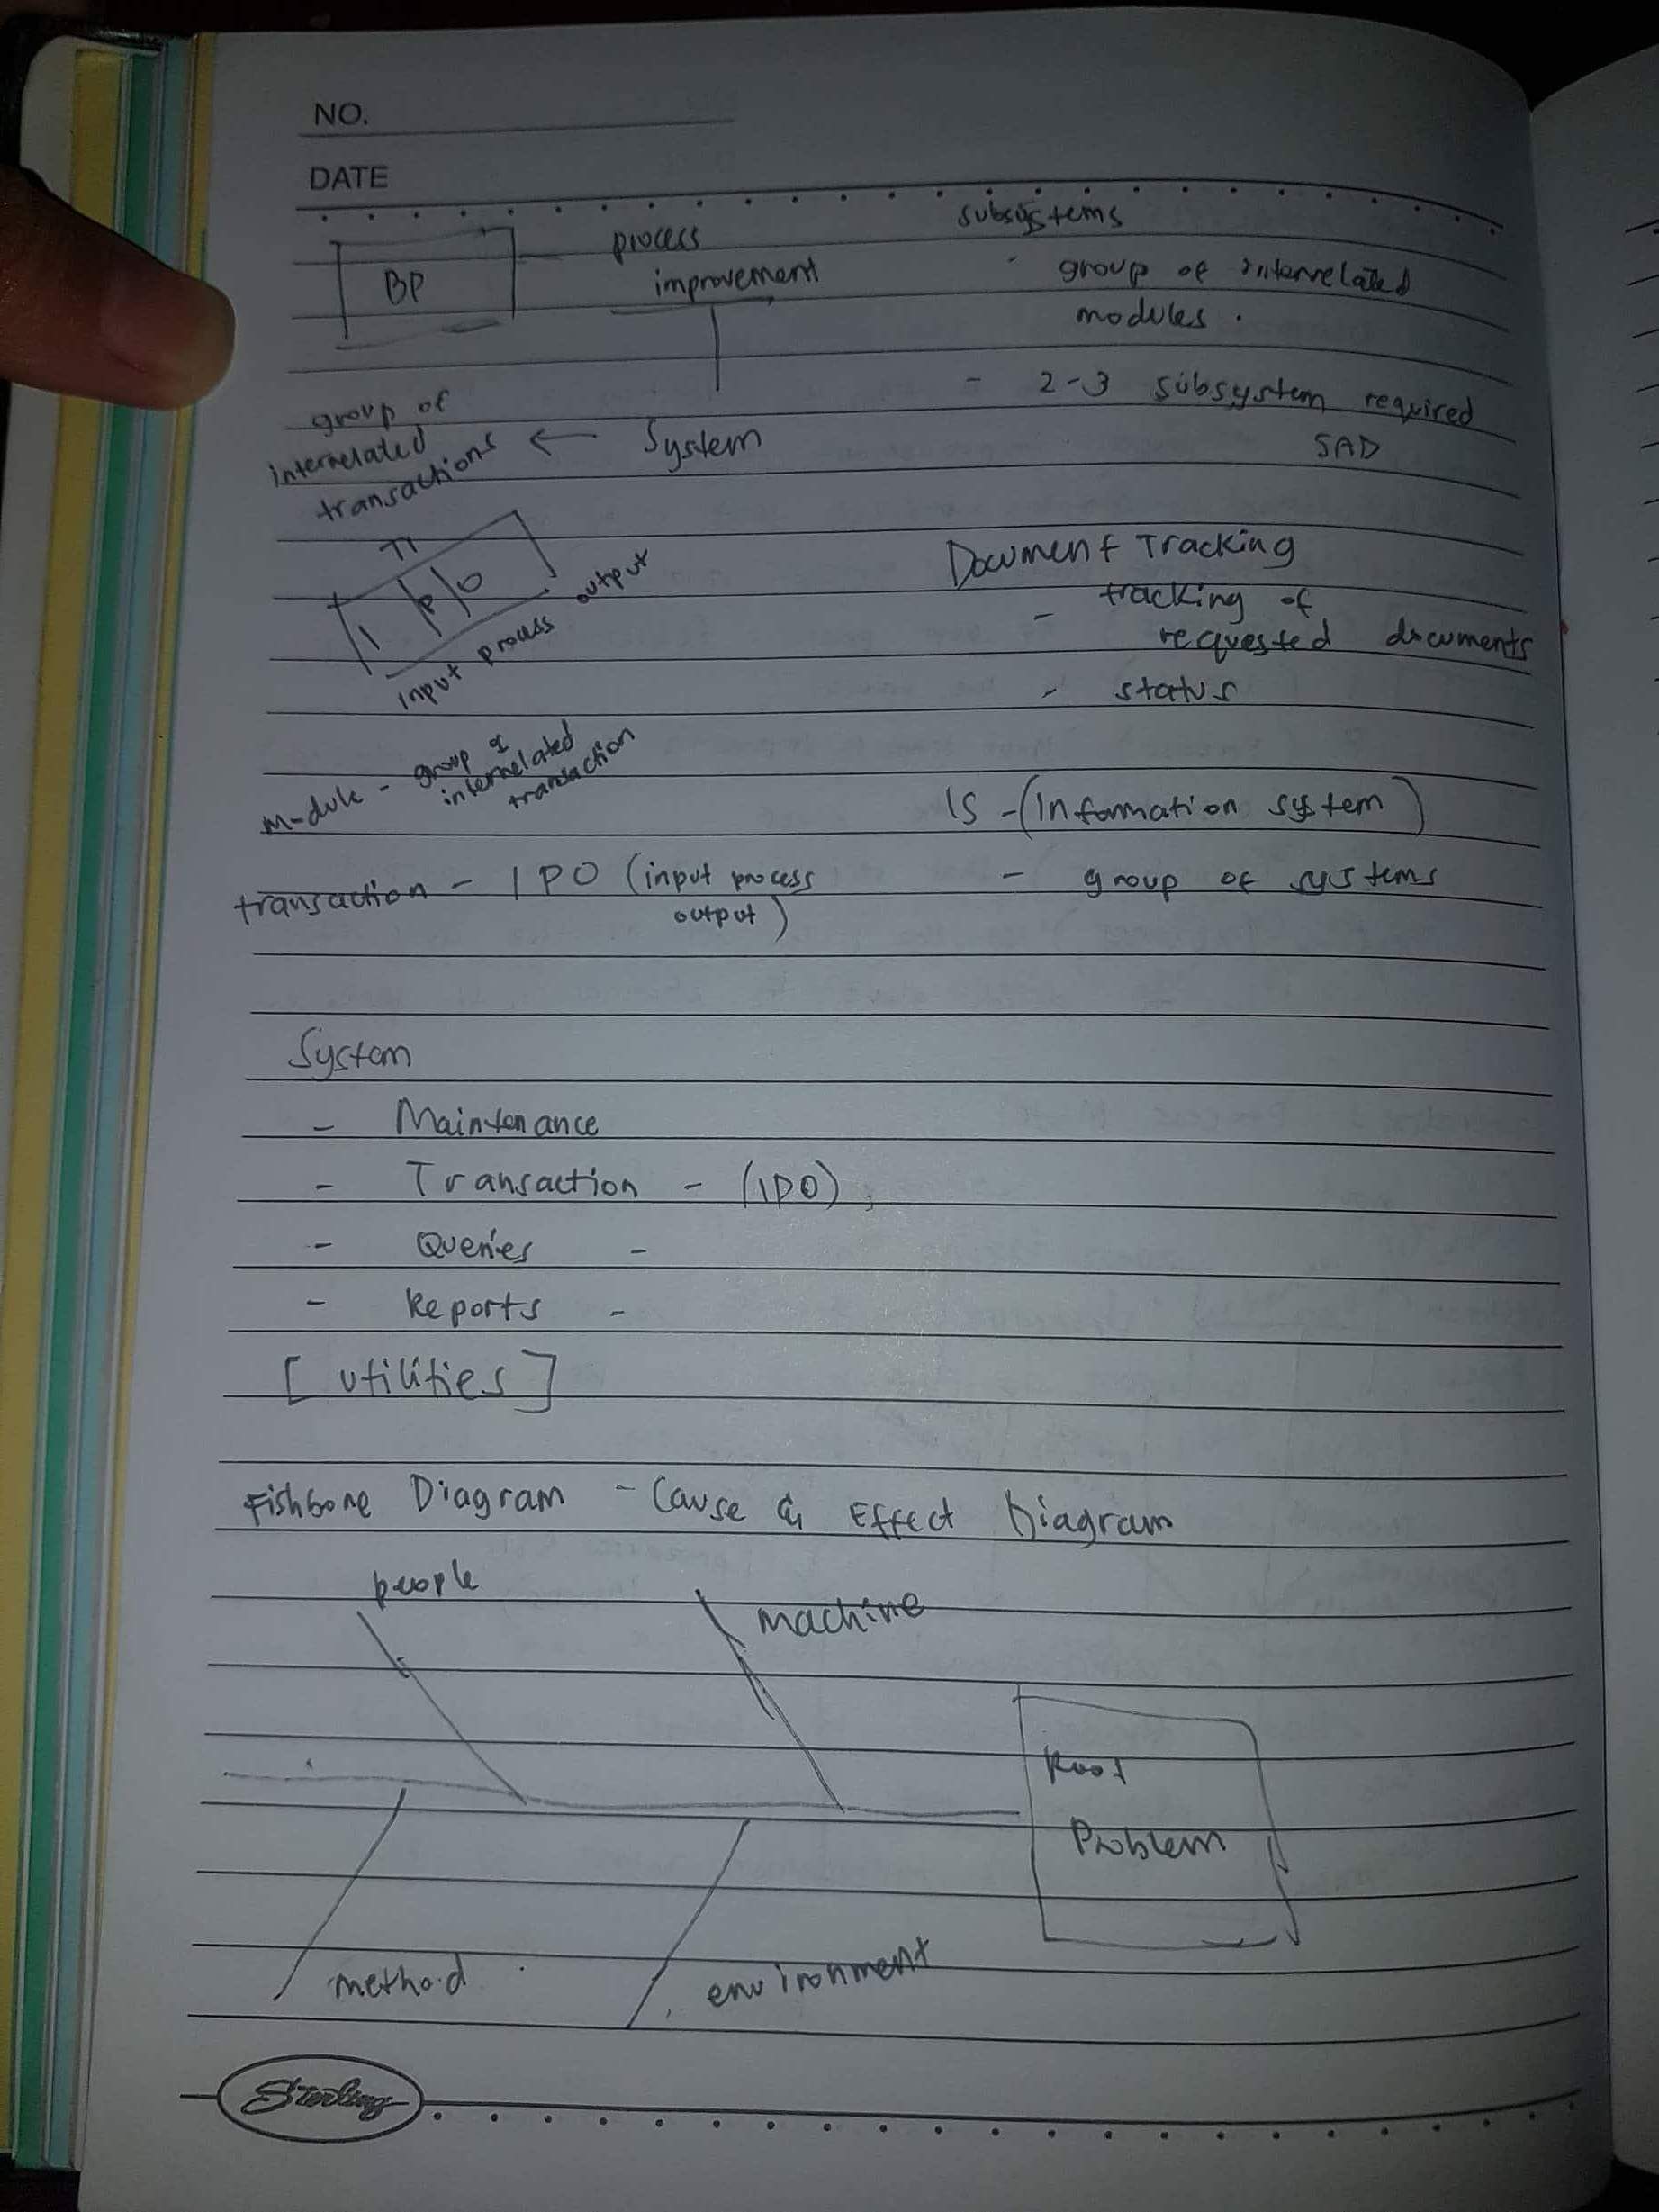 NO.
DATE
BP
process
improvement
group of
interrelated
transactions ← System
T1
I P O
input process output
module - group of
interrelated
transaction
transaction - IPO (input process
output)
subsystems
- group of interrelated
modules.
- 2-3 subsystem required
SAD
Document Tracking
- tracking of
requested documents
- status
IS - (Information system)
- group of systems
System
- Maintenance
- Transaction - (IPO)
- Queries -
- Reports -
[utilities]
Fishbone Diagram - Cause & Effect Diagram
people
machine
Root
Problem
method
environment
Sterling